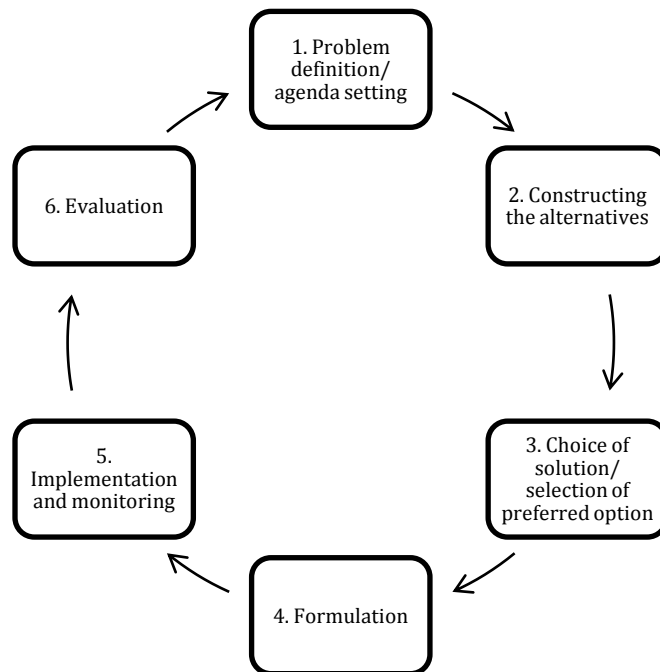 1. Problem
definition/
agenda setting
2. Constructing
the alternatives
3. Choice of
solution/
selection of
preferred option
4. Formulation
5.
Implementation
and monitoring
6. Evaluation